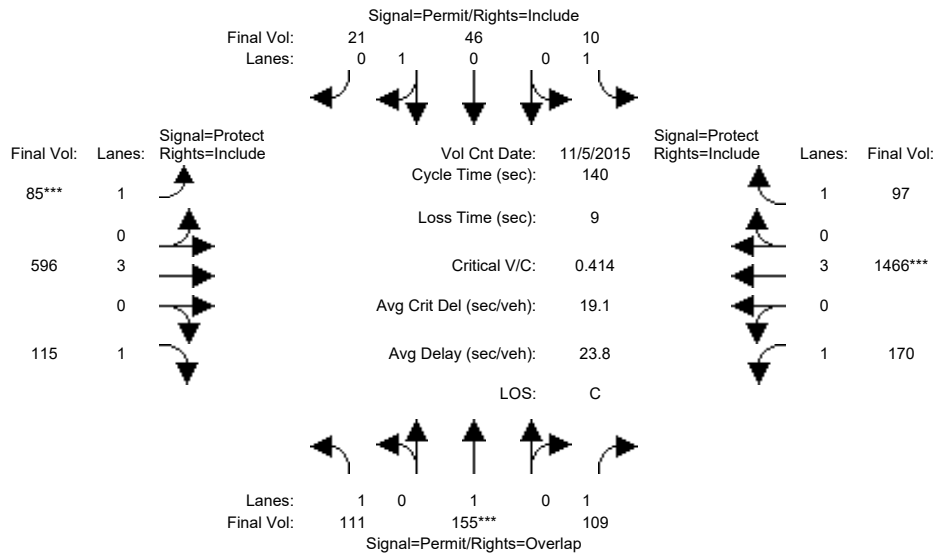 Signal=Permit/Rights=Include
Final Vol: 21 46 10
Lanes: 0 1 0 0 1
Signal=Protect
Final Vol: Lanes: Rights=Include
Vol Cnt Date: 11/5/2015
Signal=Protect
Rights=Include Lanes: Final Vol:
Cycle Time (sec): 140
85*** 1
1 97
Loss Time (sec): 9
0
0
596 3
Critical V/C: 0.414
3 1466***
0
Avg Crit Del (sec/veh): 19.1
0
115 1
Avg Delay (sec/veh): 23.8
1 170
LOS: C
Lanes: 1 0 1 0 1
Final Vol: 111 155*** 109
Signal=Permit/Rights=Overlap